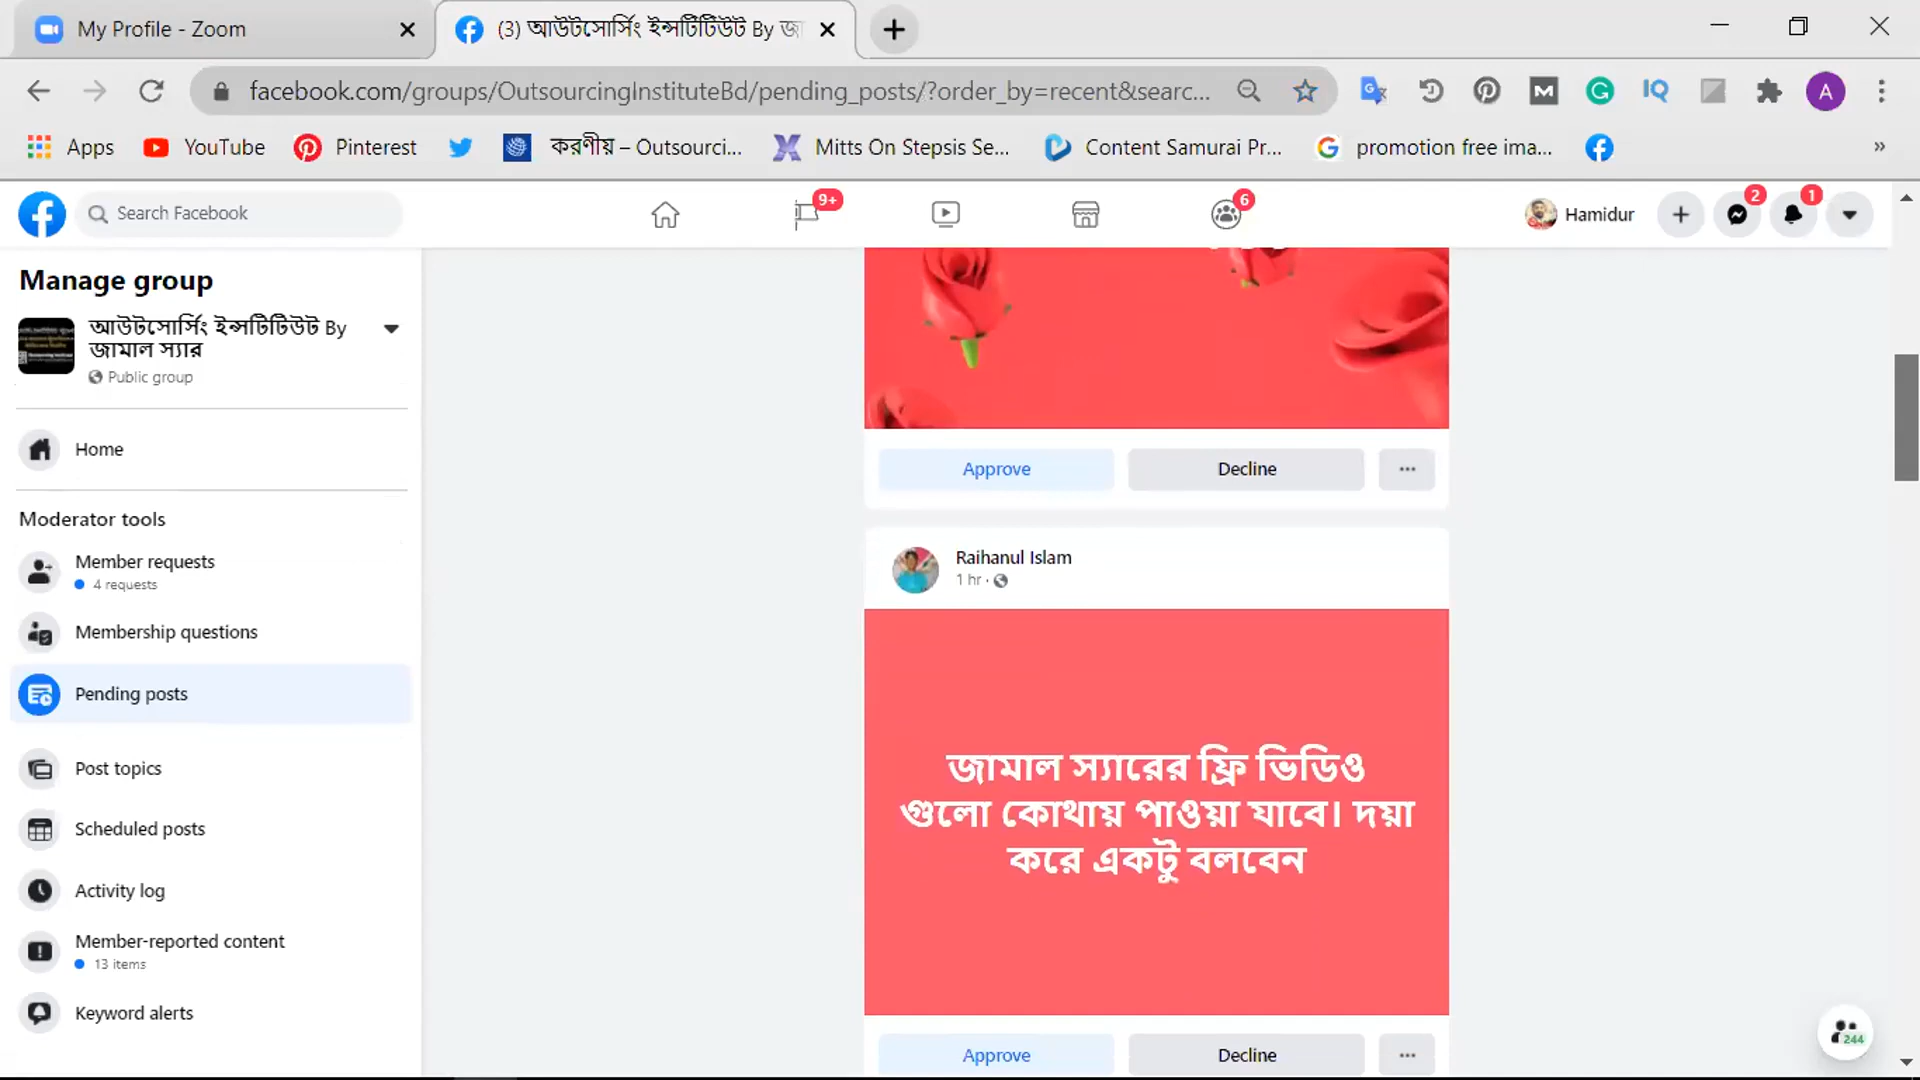 My Profile - Zoom
(3) আউটসোর্সিং ইন্সটিটিউট By জ
facebook.com/groups/OutsourcingInstituteBd/pending_posts/?order_by=recent&searc...
Apps
YouTube
Pinterest
করণীয় – Outsourci...
Mitts On Stepsis Se...
Content Samurai Pr...
promotion free ima...
Search Facebook
9+
6
Hamidur
2
1
Manage group
আউটসোর্সিং ইন্সটিটিউট By
জামাল স্যার
Public group
Home
Moderator tools
Member requests
4 requests
Membership questions
Pending posts
Post topics
Scheduled posts
Activity log
Member-reported content
13 items
Keyword alerts
Approve
Decline
Raihanul Islam
1 hr
জামাল স্যারের ফ্রি ভিডিও
গুলো কোথায় পাওয়া যাবে। দয়া
করে একটু বলবেন
Approve
Decline
244